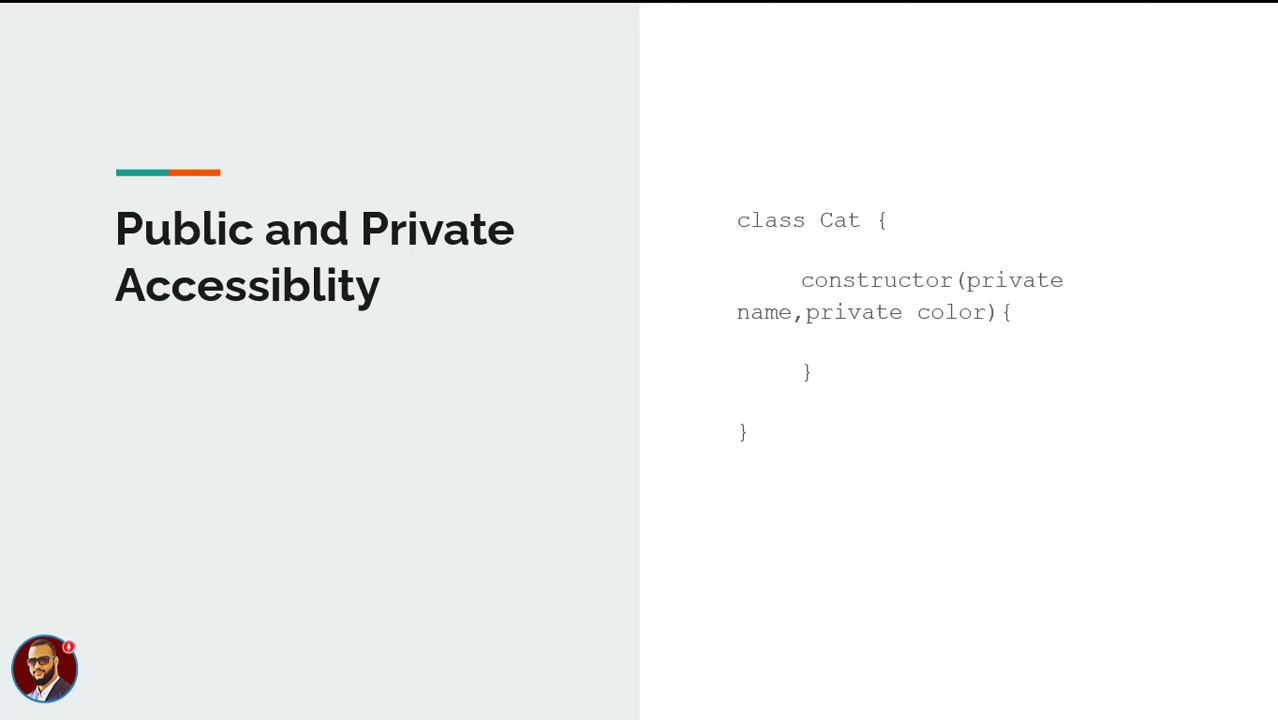 Public and Private
Accessiblity
class Cat {
constructor(private
name,private color){
}
}